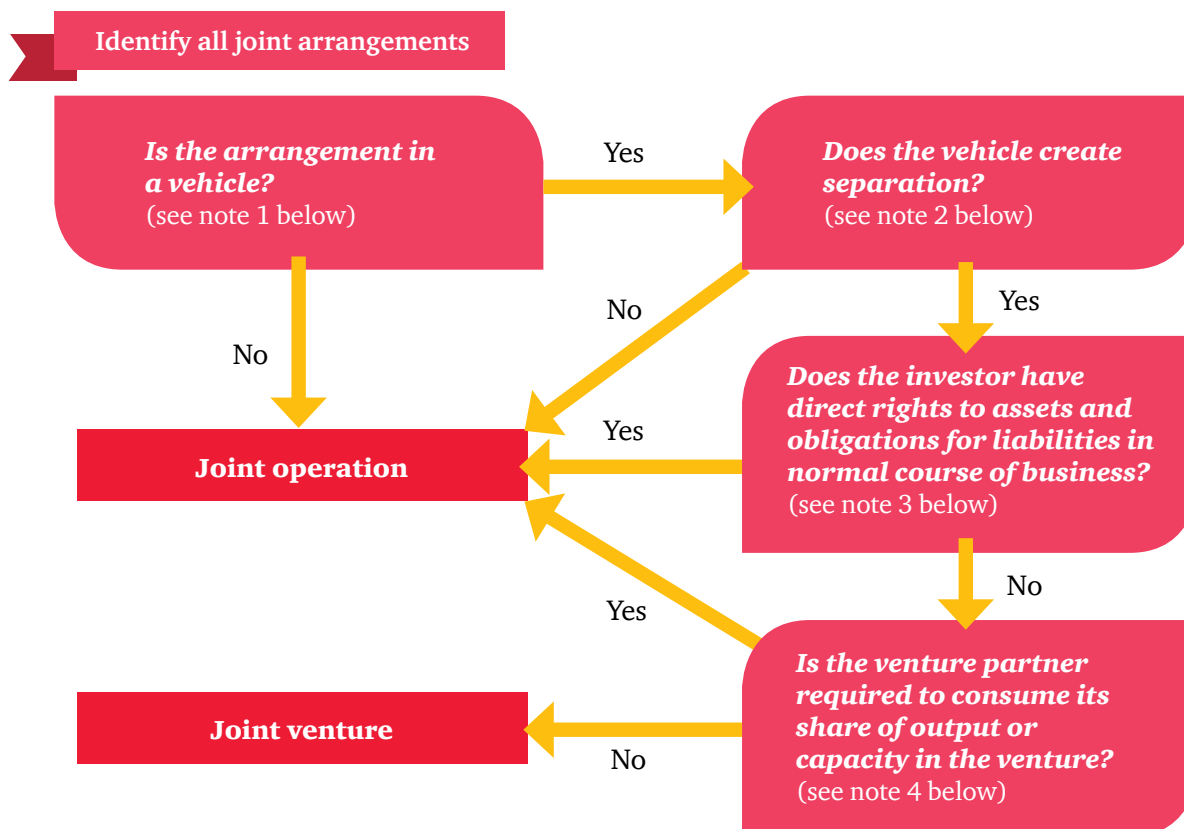 Identify all joint arrangements
Is the arrangement in
a vehicle?
(see note 1 below)
Yes
Does the vehicle create
separation?
(see note 2 below)
No
No
Yes
Does the investor have
direct rights to assets and
obligations for liabilities in
normal course of business?
(see note 3 below)
Yes
Joint operation
No
Yes
Is the venture partner
required to consume its
share of output or
capacity in the venture?
(see note 4 below)
Joint venture
No